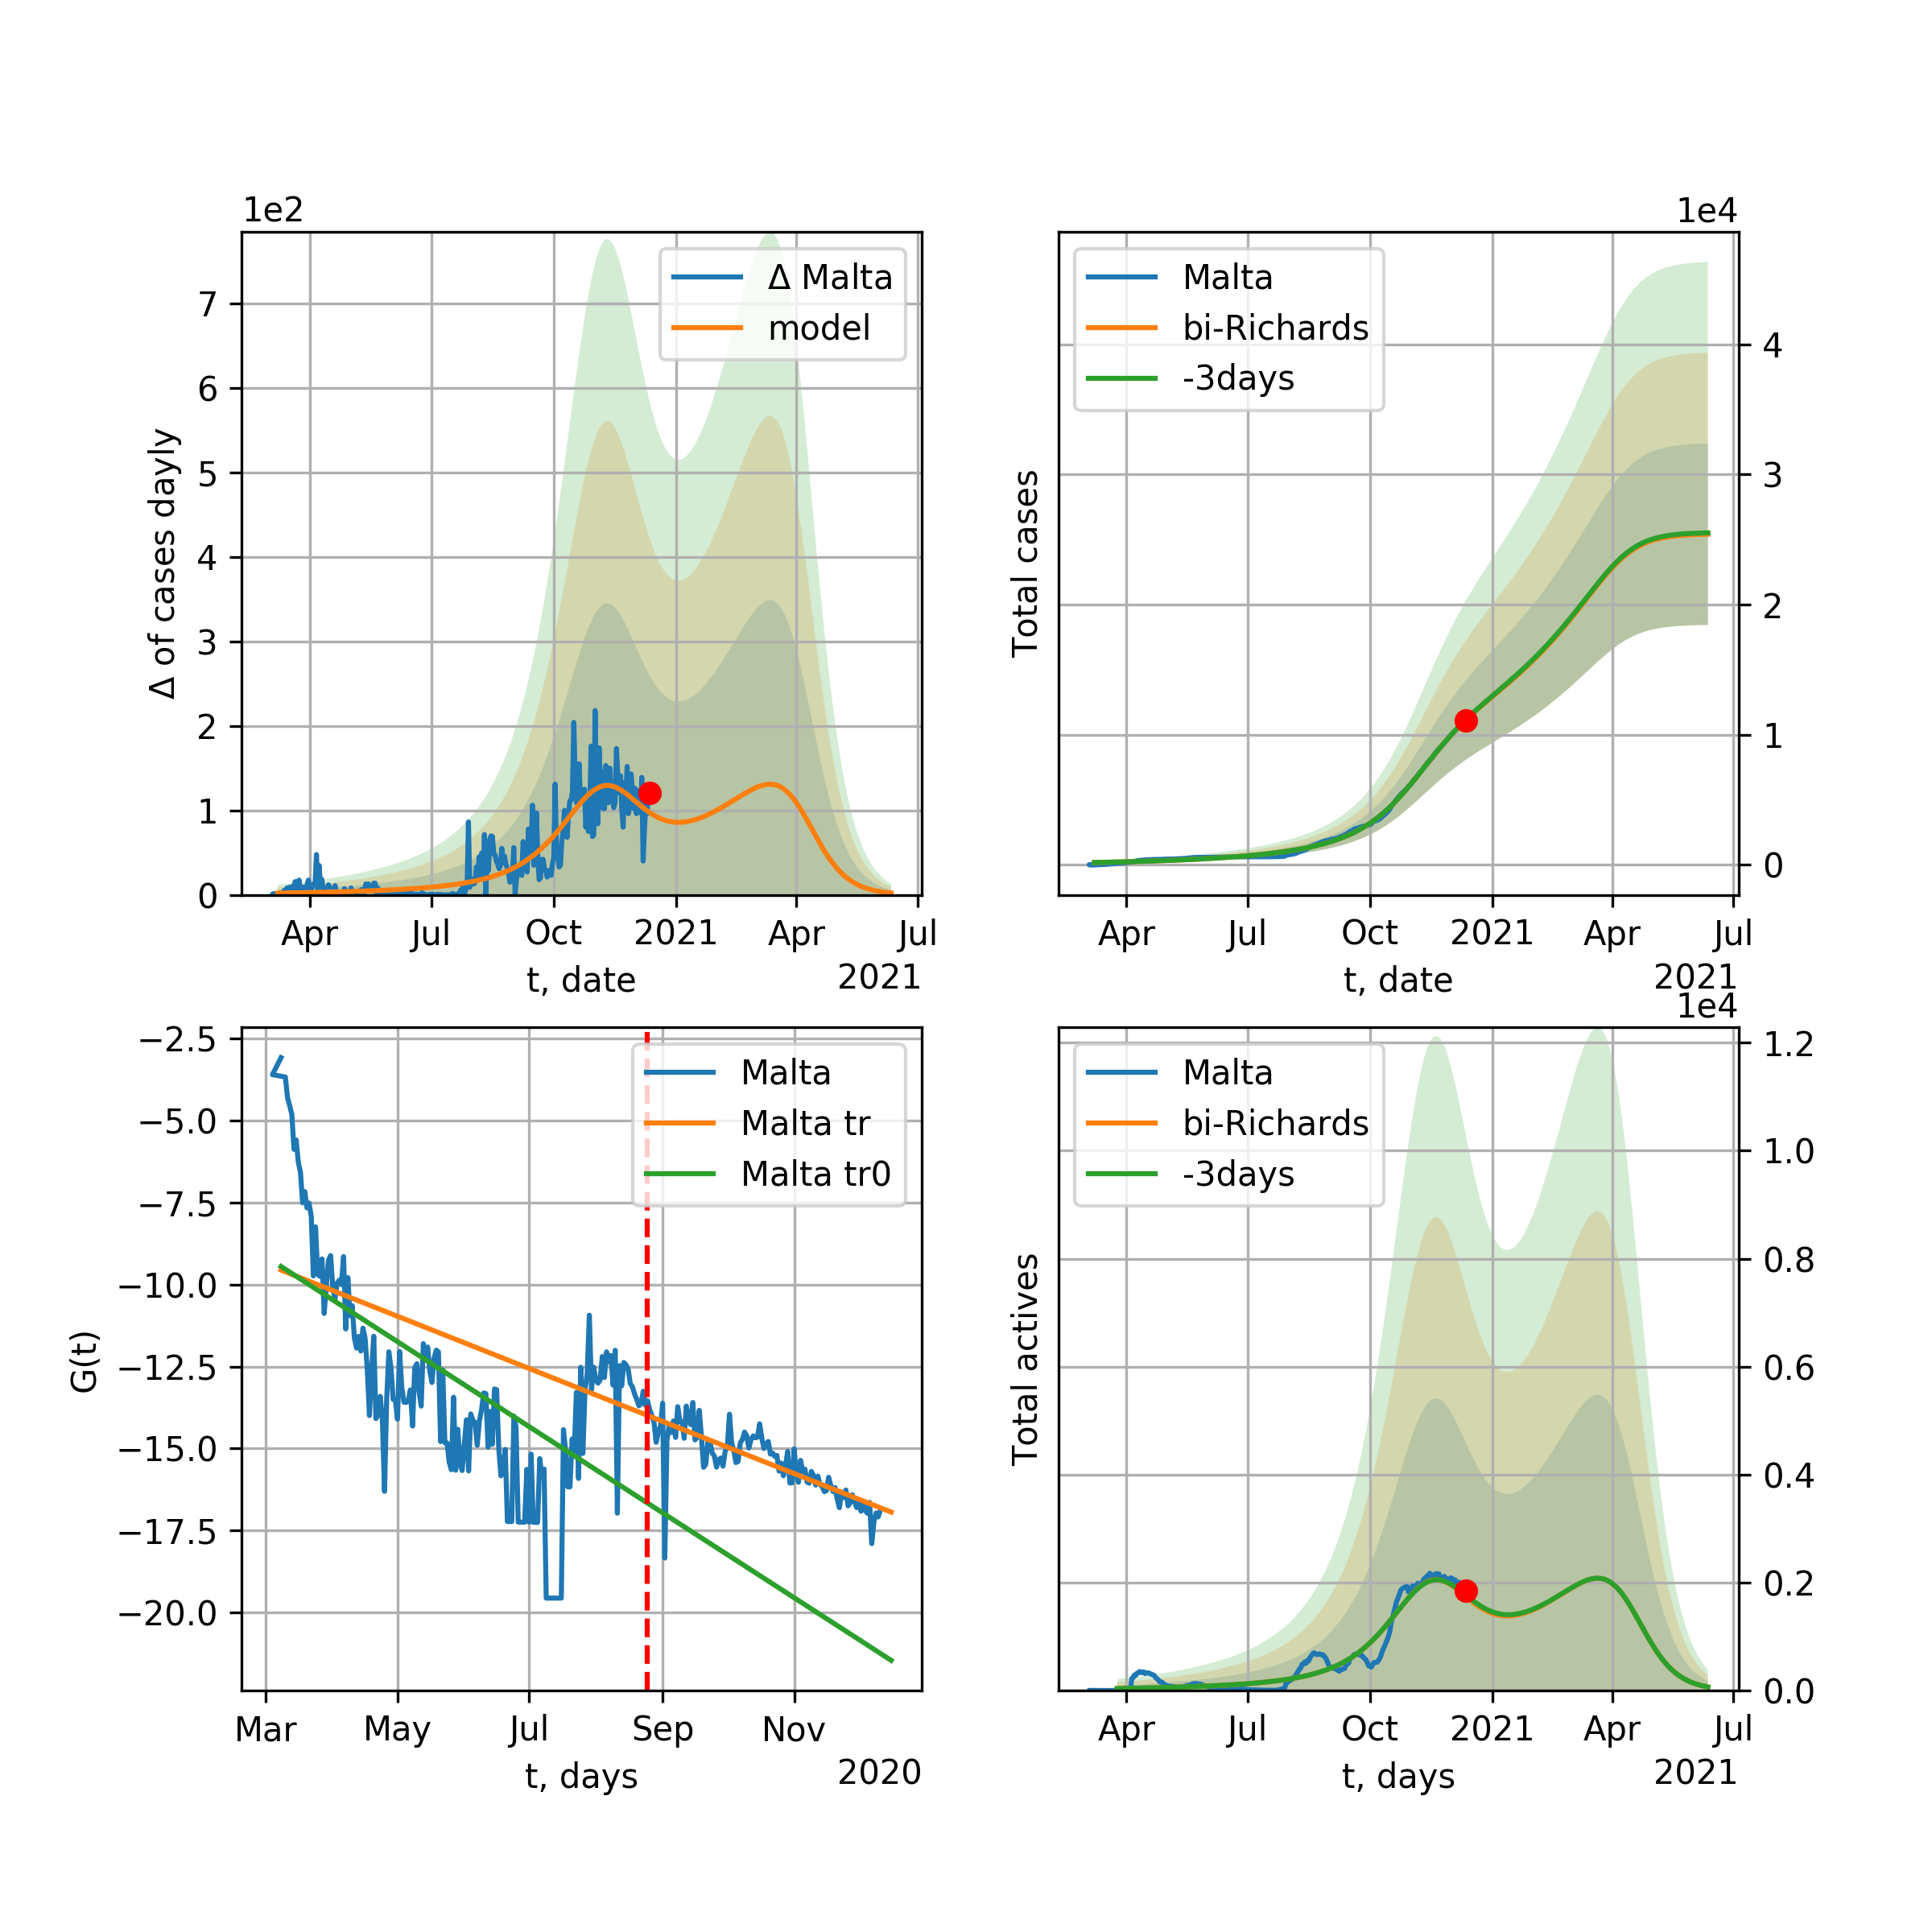 1e2
Δ of cases dayly
7
6
5
4
3
2
1
0
Δ Malta
model
Apr
Jul
Oct
2021
Apr
Jul
t, date
2021
1e4
Total cases
Malta
bi-Richards
-3days
4
3
2
1
0
Apr
Jul
Oct
2021
Apr
Jul
t, date
2021
G(t)
−2.5
−5.0
−7.5
−10.0
−12.5
−15.0
−17.5
−20.0
Malta
Malta tr
Malta tr0
Mar
May
Jul
Sep
Nov
t, days
2020
1e4
Total actives
Malta
bi-Richards
-3days
1.2
1.0
0.8
0.6
0.4
0.2
0.0
Apr
Jul
Oct
2021
Apr
Jul
t, days
2021